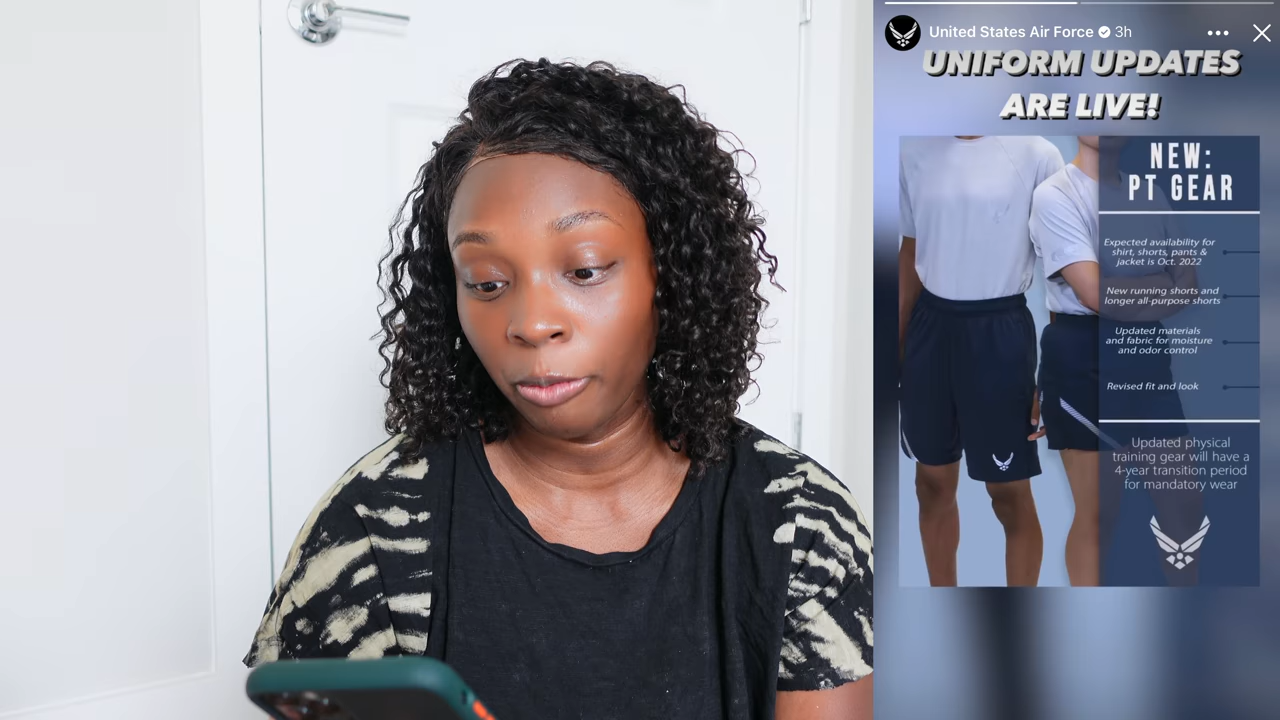 United States Air Force 3h
UNIFORM UPDATES
ARE LIVE!
NEW:
PT GEAR
Expected availability for
shirt, shorts, pants &
jacket is Oct. 2022
New running shorts and
longer all-purpose shorts
Updated materials
and fabric for moisture
and odor control
Revised fit and look
Updated physical
training gear will have a
4-year transition period
for mandatory wear